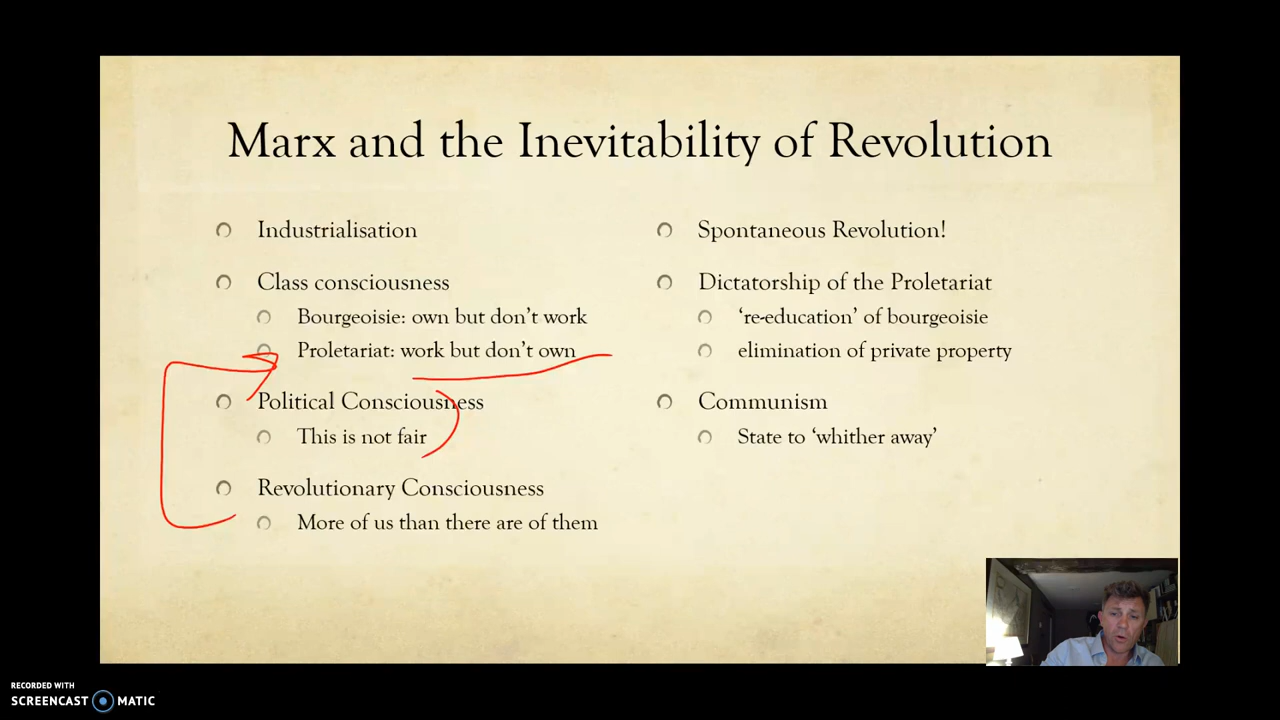 Marx and the Inevitability of Revolution
Industrialisation
Class consciousness
Bourgeoisie: own but don't work
Proletariat: work but don't own
Political Consciousness
This is not fair
Revolutionary Consciousness
More of us than there are of them
Spontaneous Revolution!
Dictatorship of the Proletariat
‘re-education’ of bourgeoisie
elimination of private property
Communism
State to ‘whither away’
RECORDED WITH
SCREENCAST MATIC